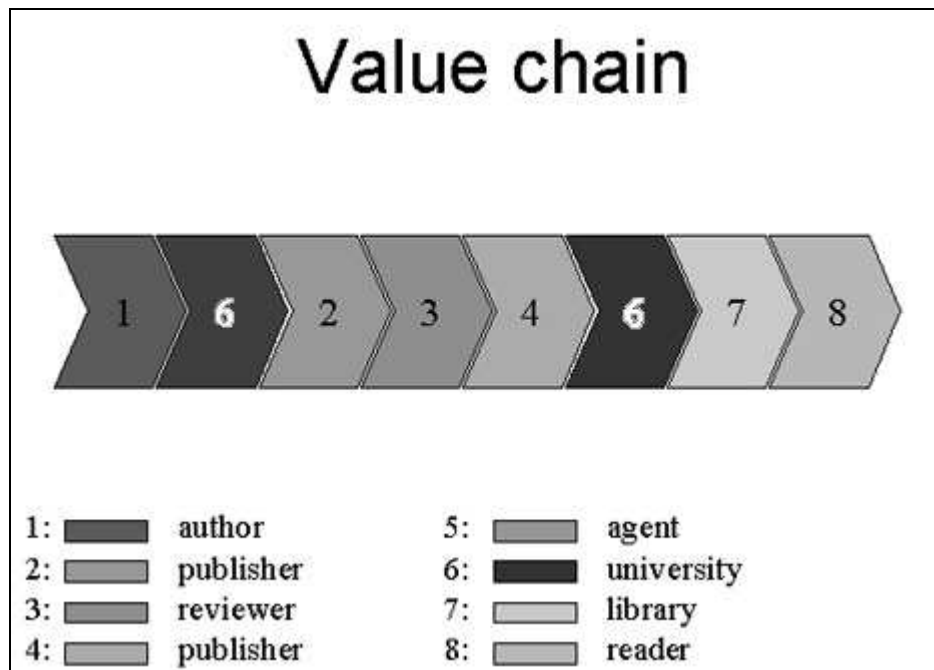 Value chain
1 6 2 3 4 6 7 8
1: author
2: publisher
3: reviewer
4: publisher
5: agent
6: university
7: library
8: reader